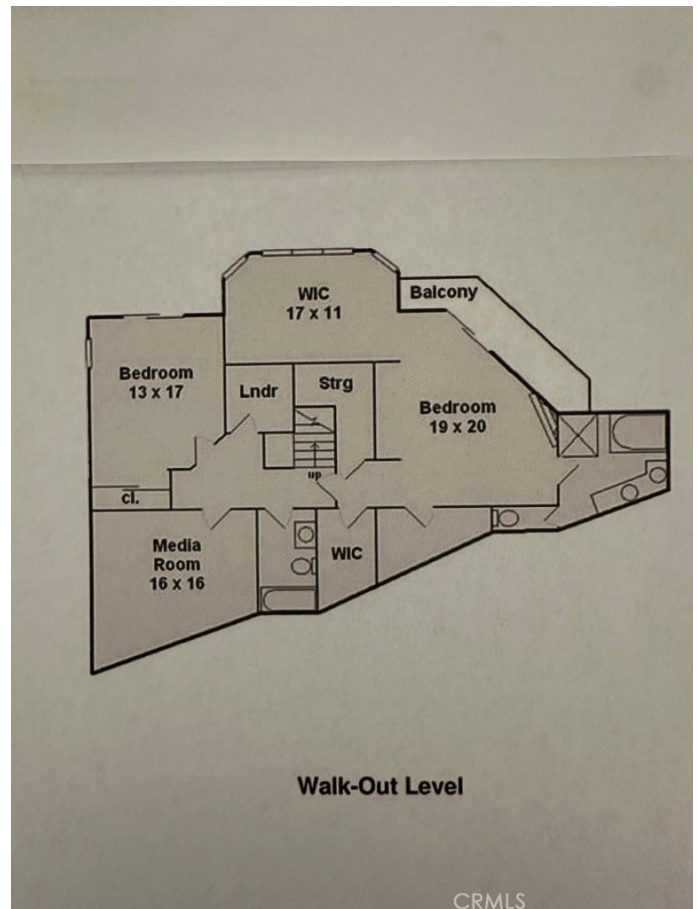 WIC
17 x 11
Balcony
Bedroom
13 x 17
Lndr
Strg
Bedroom
19 x 20
up
cl.
Media
Room
16 x 16
WIC
Walk-Out Level
CRMLS